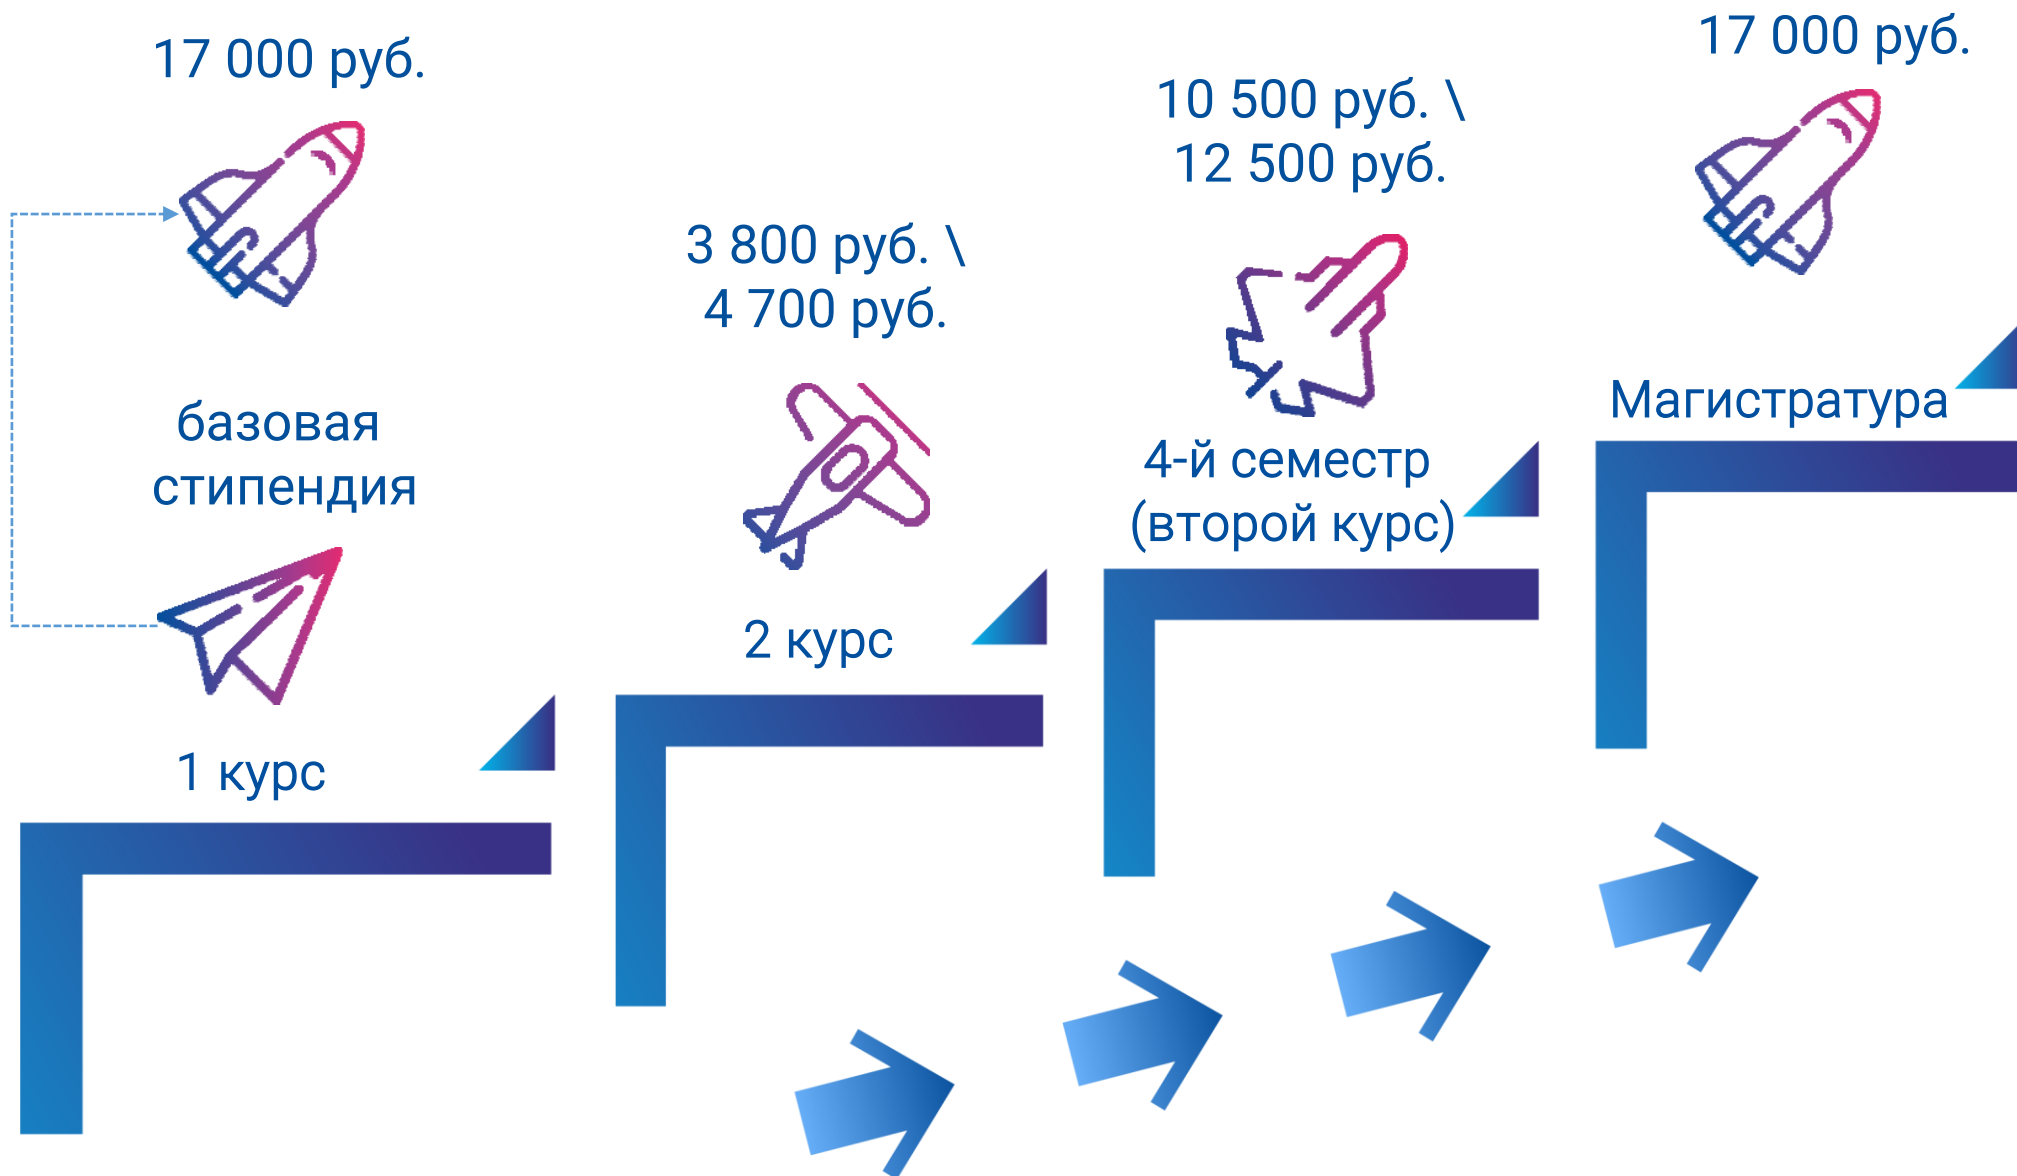 17 000 руб.
базовая
стипендия
1 курс
3 800 руб. \
4 700 руб.
2 курс
10 500 руб. \
12 500 руб.
4-й семестр
(второй курс)
17 000 руб.
Магистратура